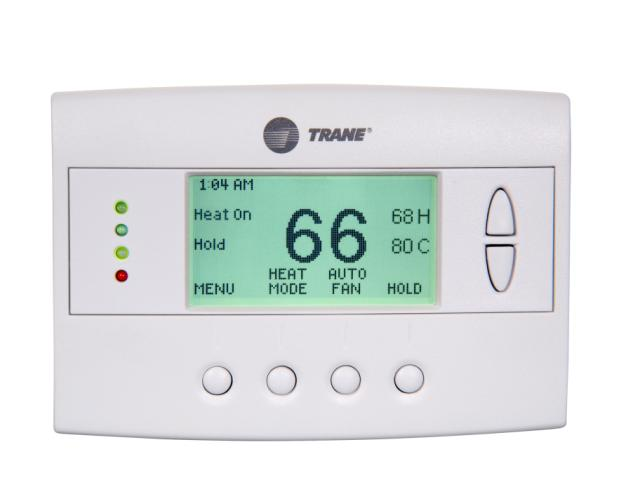 TRANE®
1:04 AM
Heat On 66 68 H
Hold 80 C
HEAT AUTO
MENU MODE FAN HOLD